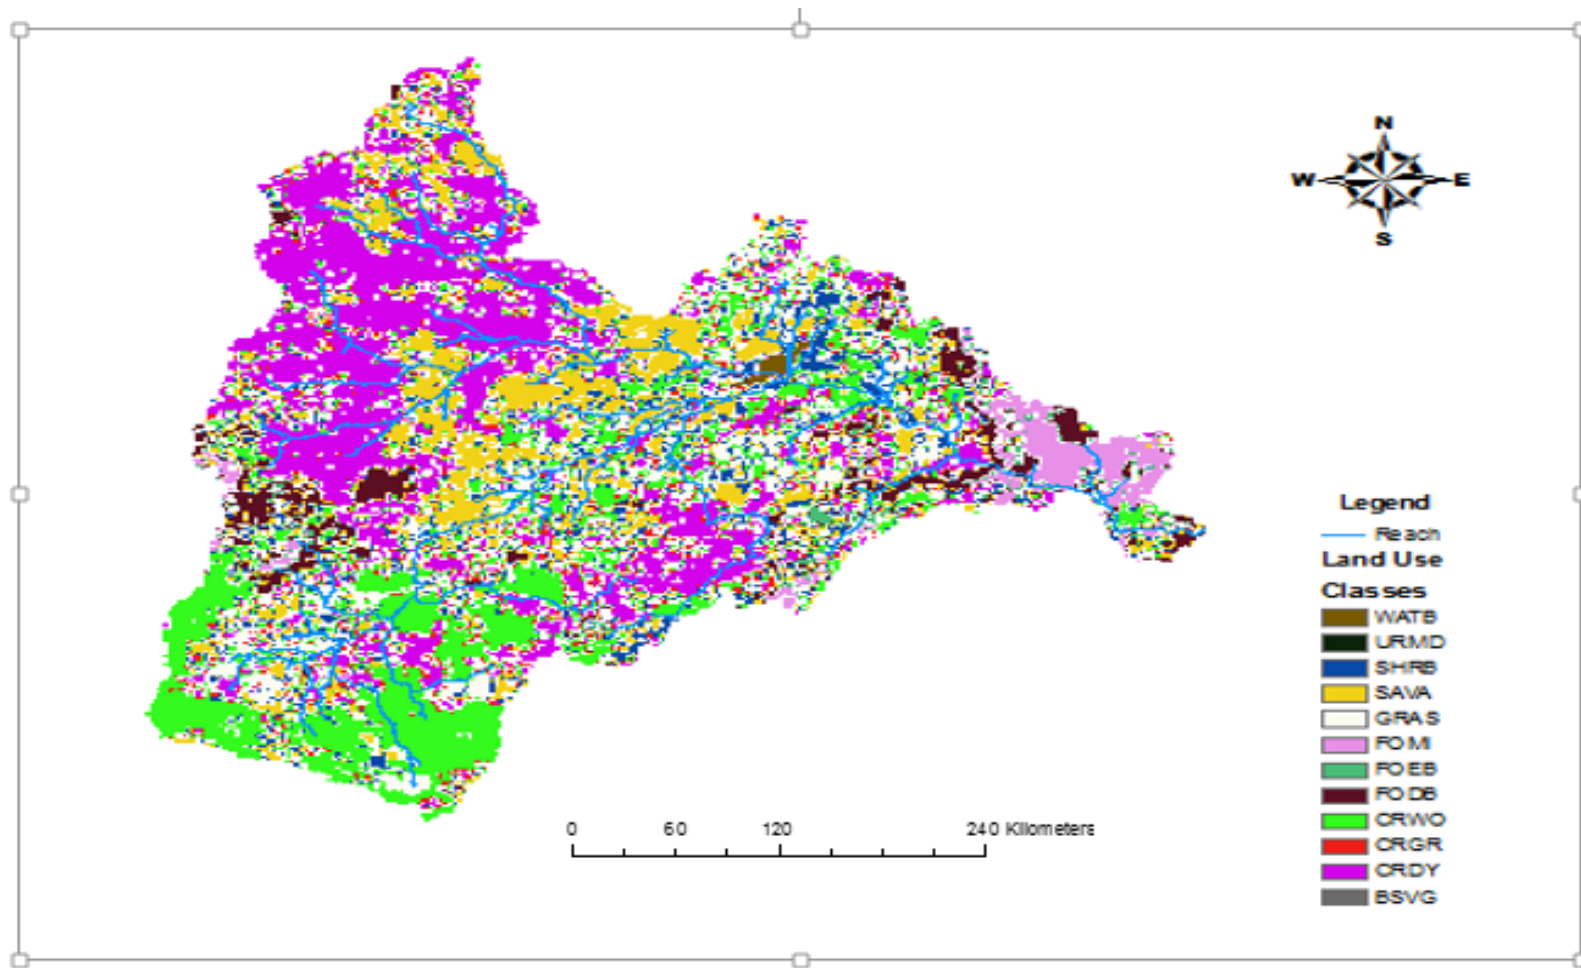 N
W E
S
Legend
Reach
Land Use
Classes
WATB
URMD
SHRB
SAVA
GRAS
FOMI
FOEB
FODB
CRWO
CRGR
CRDY
BSVG
0 60 120 240 Kilometers